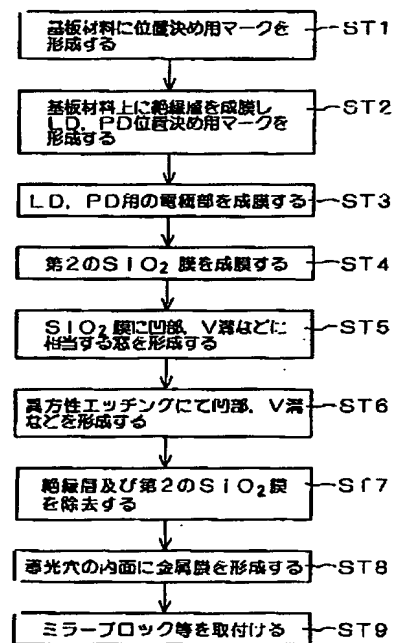 基板材料に位置決め用マークを
形成する
ST1
基板材料上に絶縁層を成膜し
LD，PD位置決め用マークを
形成する
ST2
LD，PD用の電極部を成膜する
ST3
第2のSiO2 膜を成膜する
ST4
SiO2膜に凹部，V溝などに
相当する窓を形成する
ST5
異方性エッチングにて凹部，V溝
などを形成する
ST6
絶縁層及び第2のSiO2膜
を除去する
ST7
導光穴の内面に金属膜を形成する
ST8
ミラーブロック等を取付ける
ST9